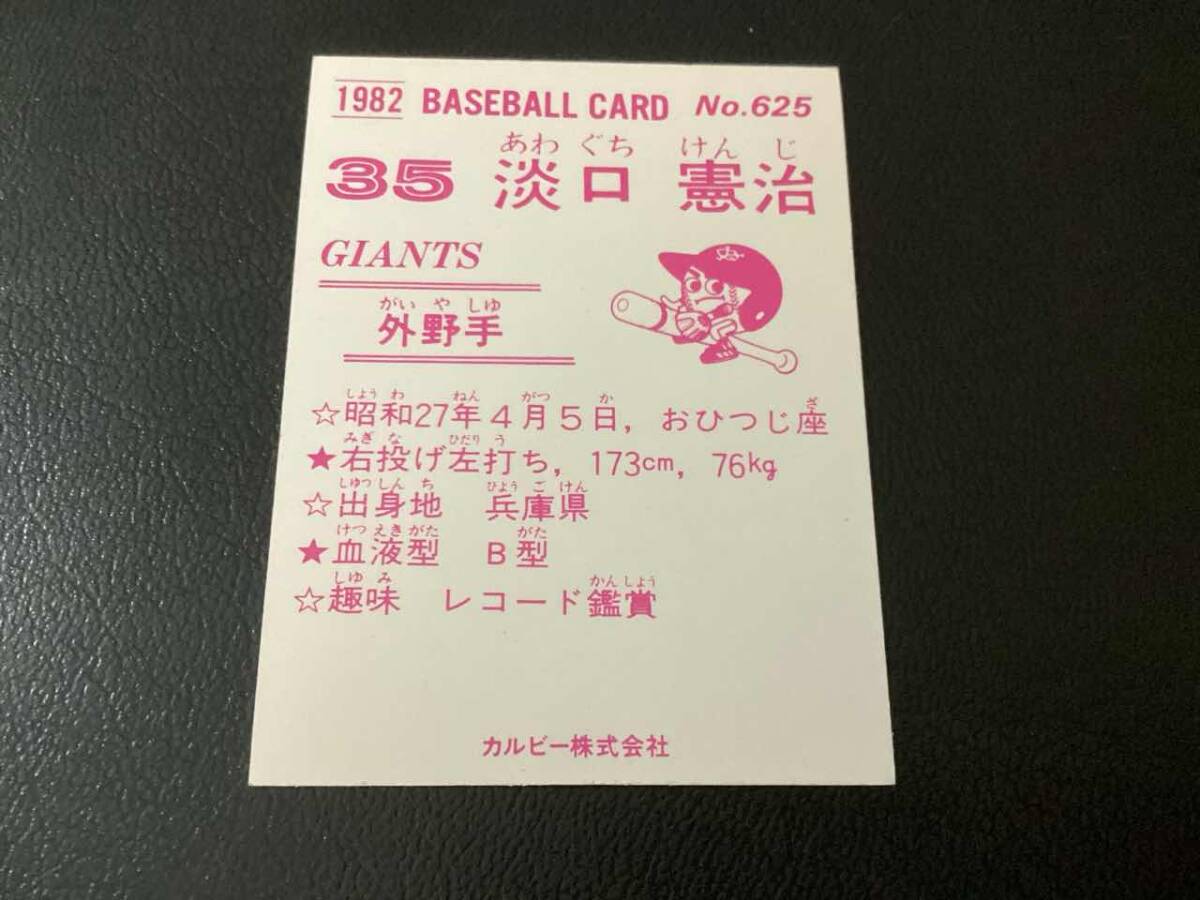 1982 BASEBALL CARD No.625
あわ ぐち けん じ
35 淡口 憲治
GIANTS
がい や しゅ
外野手
しょう わ ねん がつ か ざ
☆昭和27年4月5日, おひつじ座
みぎ な ひだり う
★右投げ左打ち, 173cm, 76kg
しゅつ しん ち ひょう ご けん
☆出身地 兵庫県
けつ えき がた がた
★血液型 B型
しゅ み かん しょう
☆趣味 レコード鑑賞
カルビー株式会社